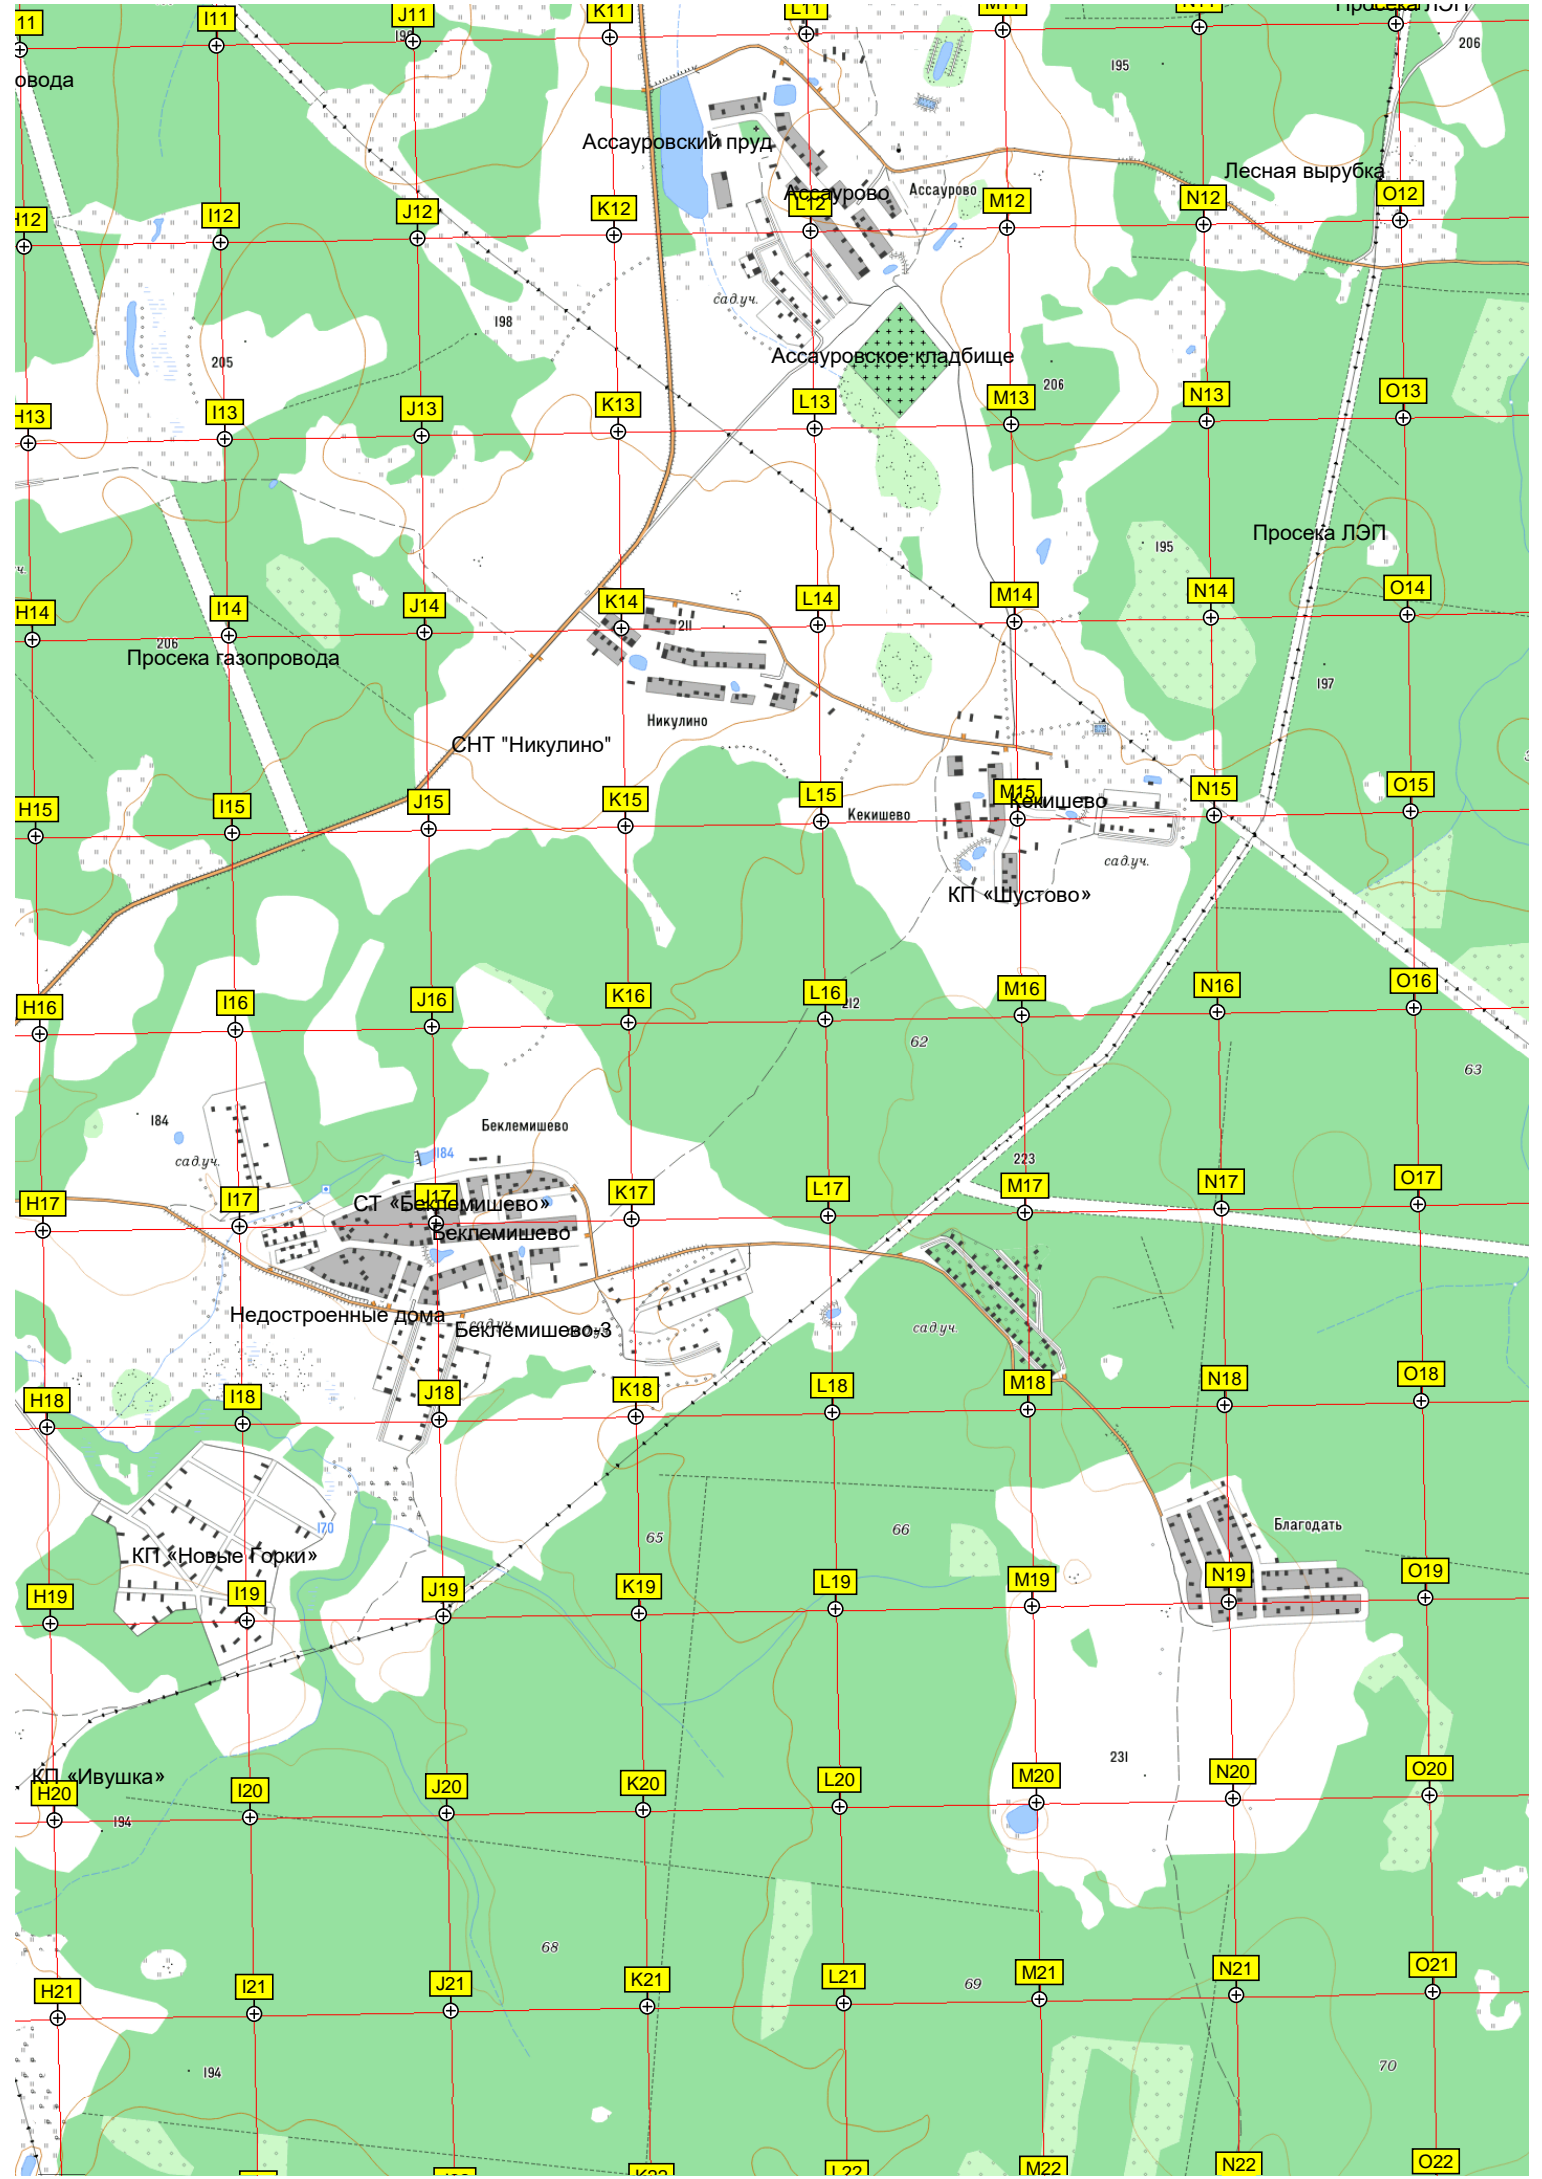 11
I11
J11
K11
L11
M11
N11
Просека ЛЭП
206
195
овода
Ассауровский пруд
Лесная вырубка
Ассаурово
Ассаурово
H12
I12
J12
K12
L12
M12
N12
O12
сад.уч.
198
205
Ассауровское кладбище
206
H13
I13
J13
K13
L13
M13
N13
O13
Просека ЛЭП
195
H14
I14
J14
K14
L14
M14
N14
O14
211
206
Просека газопровода
197
Никулино
СНТ "Никулино"
H15
I15
J15
K15
L15
M15
N15
O15
Кекишево
Кекишево
сад.уч.
КП «Шустово»
H16
I16
J16
K16
L16
M16
N16
O16
212
62
63
184
Беклемишево
184
сад.уч.
223
H17
I17
J17
K17
L17
M17
N17
O17
СТ «Беклемишево»
Беклемишево
Недостроенные дома
сад.уч.
Беклемишево-3
сад.уч.
H18
I18
J18
K18
L18
M18
N18
O18
170
65
66
Благодать
КП «Новые Горки»
H19
I19
J19
K19
L19
M19
N19
O19
231
КП «Ивушка»
H20
I20
J20
K20
L20
M20
N20
O20
194
68
69
H21
I21
J21
K21
L21
M21
N21
O21
194
70
K22
L22
M22
N22
O22